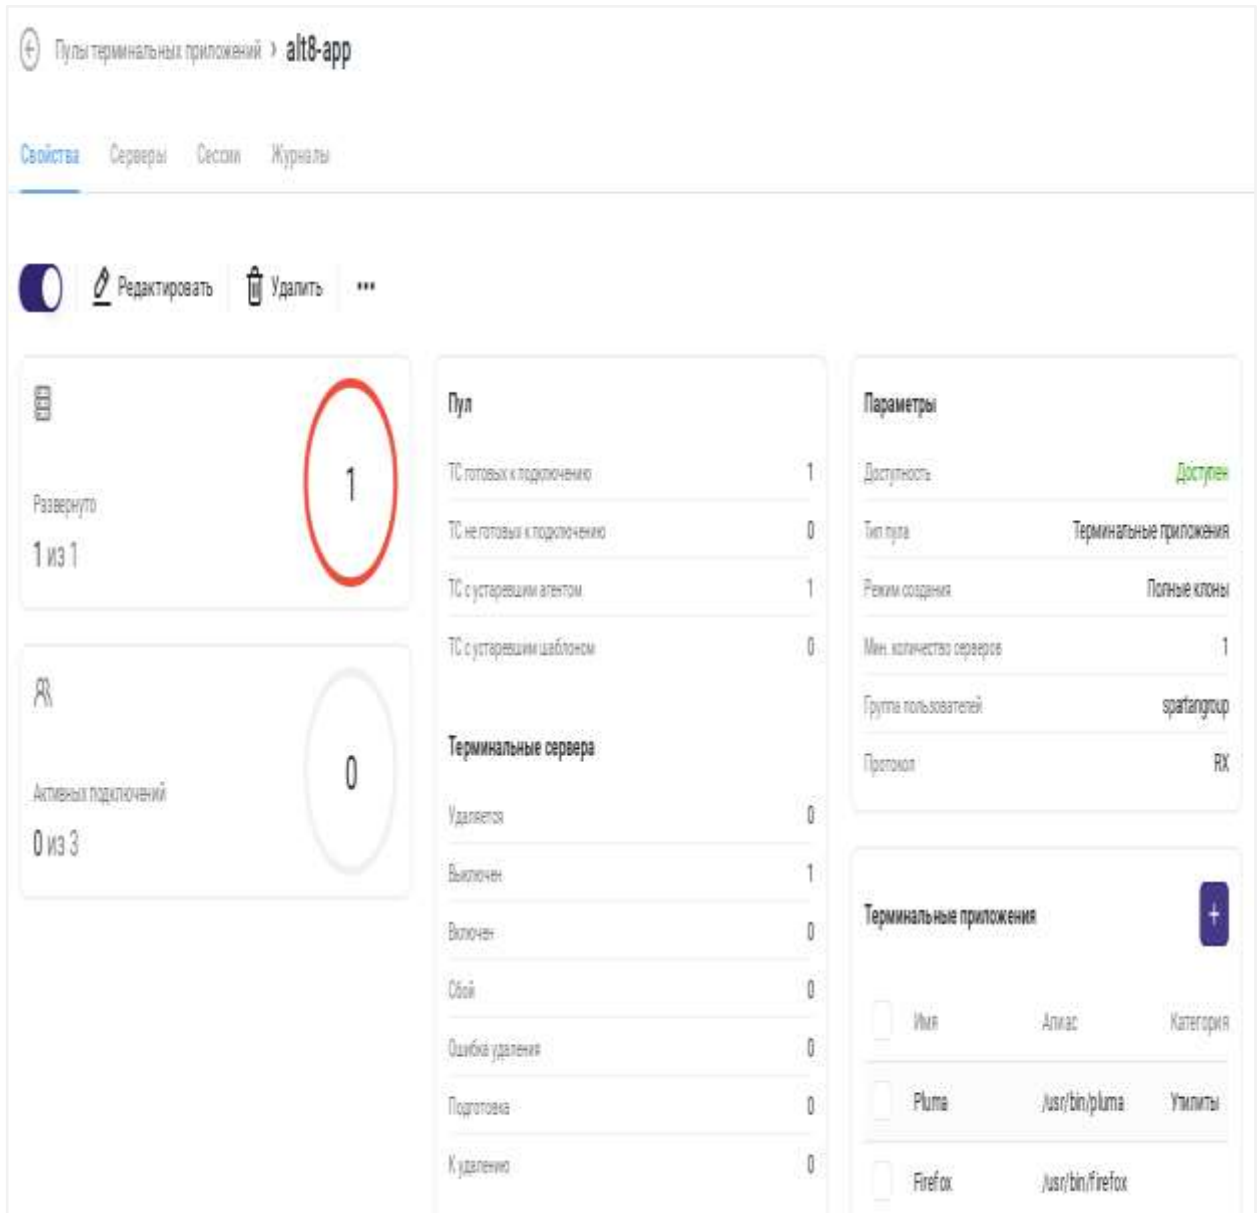 Пулы терминальных приложений › alt8-app
Свойства Серверы Сессии Журналы
Редактировать Удалить •••
1
Развернуто
1 из 1
0
Активных подключений
0 из 3
Пул
ТС готовых к подключению 1
ТС не готовых к подключению 0
ТС с устаревшим агентом 1
ТС с устаревшим шаблоном 0
Терминальные сервера
Удаляется 0
Выключен 1
Включен 0
Сбой 0
Ошибка удаления 0
Подготовка 0
К удалению 0
Параметры
Доступность Доступен
Тип пула Терминальные приложения
Режим создания Полные клоны
Мин. количество серверов 1
Группа пользователей spartangroup
Протокол RX
Терминальные приложения +
Имя Алиас Категория
Pluma /usr/bin/pluma Утилиты
Firefox /usr/bin/firefox